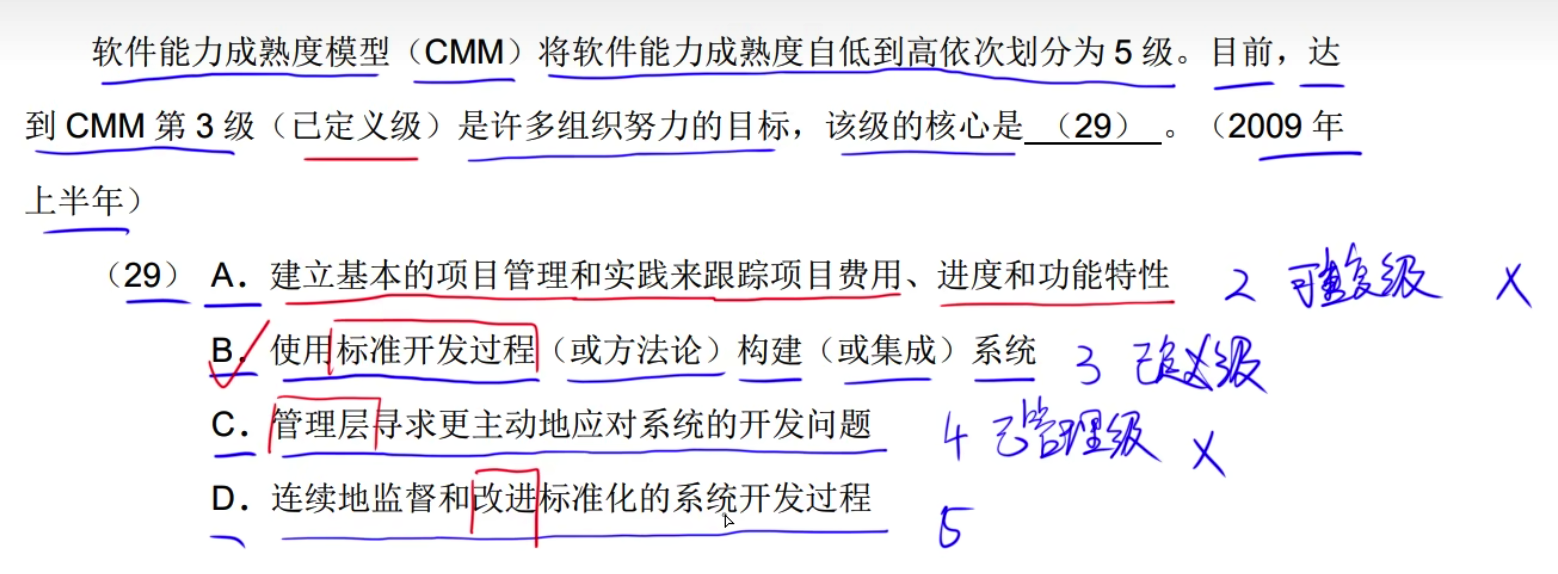 软件能力成熟度模型（CMM）将软件能力成熟度自低到高依次划分为 5 级。目前，达
到 CMM 第 3 级（已定义级）是许多组织努力的目标，该级的核心是 （29） 。（2009 年
上半年）
（29） A．建立基本的项目管理和实践来跟踪项目费用、进度和功能特性 2 可重复级 ×
B．使用标准开发过程（或方法论）构建（或集成）系统 3 已定义级
C．管理层寻求更主动地应对系统的开发问题 4 已管理级 ×
D．连续地监督和改进标准化的系统开发过程 5